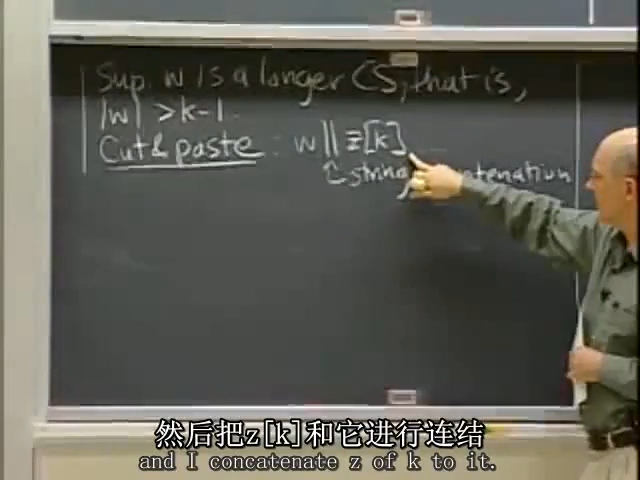 Sup. w is a longer CS, that is,
|w| > k-1.
Cut & paste: w || z[k]
string concatenation
然后把z[k]和它进行连结
and I concatenate z of k to it.